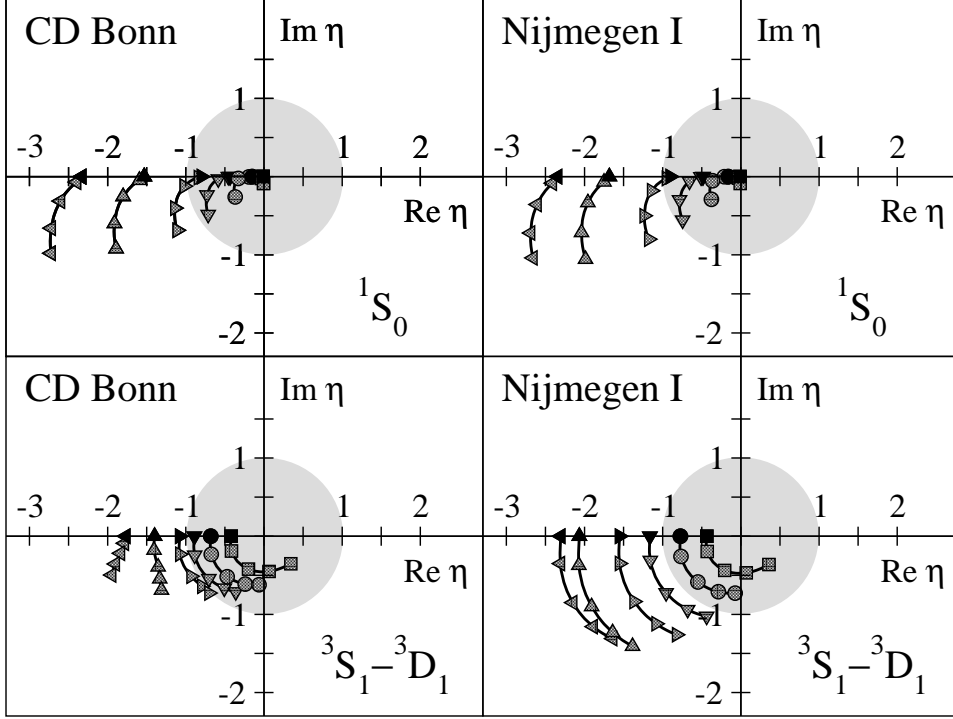 CD Bonn
Im η
1
-3 -2 -1 1 2
Re η
-1
-2
¹S₀
Nijmegen I
Im η
1
-3 -2 -1 1 2
Re η
-1
-2
¹S₀
CD Bonn
Im η
1
-3 -2 -1 1 2
Re η
-1
-2
³S₁−³D₁
Nijmegen I
Im η
1
-3 -2 -1 1 2
Re η
-1
-2
³S₁−³D₁